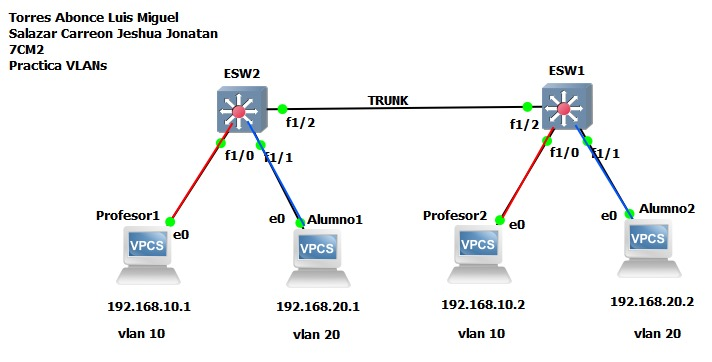 Torres Abonce Luis Miguel
Salazar Carreon Jeshua Jonatan
7CM2
Practica VLANs
ESW2
ESW1
TRUNK
f1/2
f1/2
f1/0
f1/1
f1/0
f1/1
Profesor1
e0
e0
Alumno1
Profesor2
e0
e0
Alumno2
VPCS
VPCS
VPCS
VPCS
192.168.10.1
192.168.20.1
192.168.10.2
192.168.20.2
vlan 10
vlan 20
vlan 10
vlan 20